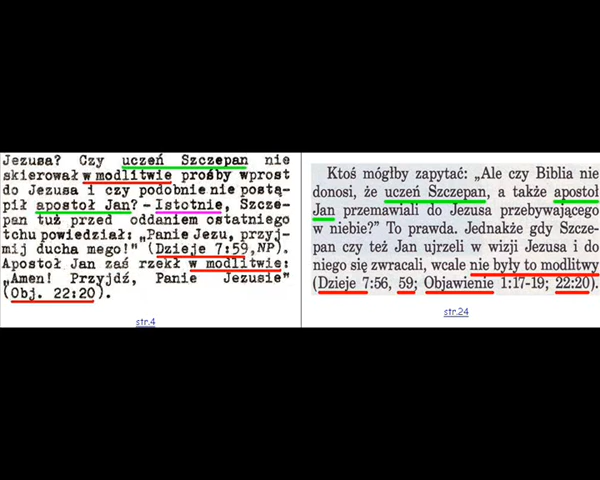 Jezusa? Czy uczeń Szczepan nie
skierował w modlitwie prośby wprost
do Jezusa i czy podobnie nie postą-
pił apostoł Jan? - Istotnie, Szcze-
pan tuż przed oddaniem ostatniego
tchu powiedział: „Panie Jezu, przyj-
mij ducha mego!" (Dzieje 7:59, NP).
Apostoł Jan zaś rzekł w modlitwie:
„Amen! Przyjdź, Panie Jezusie"
(Obj. 22:20).
str.4
Ktoś mógłby zapytać: „Ale czy Biblia nie
donosi, że uczeń Szczepan, a także apostoł
Jan przemawiali do Jezusa przebywającego
w niebie?" To prawda. Jednakże gdy Szcze-
pan czy też Jan ujrzeli w wizji Jezusa i do
niego się zwracali, wcale nie były to modlitwy
(Dzieje 7:56, 59; Objawienie 1:17-19; 22:20).
str.24